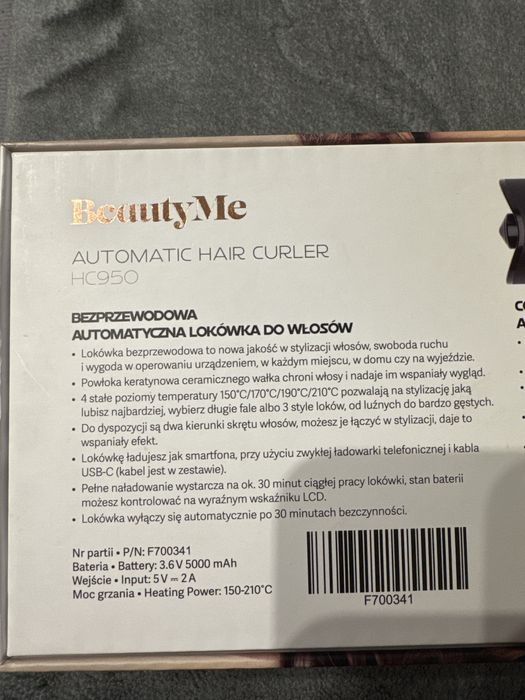 BeautyMe
AUTOMATIC HAIR CURLER
HC950
BEZPRZEWODOWA
AUTOMATYCZNA LOKÓWKA DO WŁOSÓW
• Lokówka bezprzewodowa to nowa jakość w stylizacji włosów, swoboda ruchu
i wygoda w operowaniu urządzeniem, w każdym miejscu, w domu czy na wyjeździe.
• Powłoka keratynowa ceramicznego wałka chroni włosy i nadaje im wspaniały wygląd.
• 4 stałe poziomy temperatury 150°C/170°C/190°C/210°C pozwalają na stylizację jaką
lubisz najbardziej, wybierz długie fale albo 3 style loków, od luźnych do bardzo gęstych.
• Do dyspozycji są dwa kierunki skrętu włosów, możesz je łączyć w stylizacji, daje to
wspaniały efekt.
• Lokówkę ładujesz jak smartfona, przy użyciu zwykłej ładowarki telefonicznej i kabla
USB-C (kabel jest w zestawie).
• Pełne naładowanie wystarcza na ok. 30 minut ciągłej pracy lokówki, stan baterii
możesz kontrolować na wyraźnym wskaźniku LCD.
• Lokówka wyłączy się automatycznie po 30 minutach bezczynności.
Nr partii • P/N: F700341
Bateria • Battery: 3.6V 5000 mAh
Wejście • Input: 5V ⎓ 2A
Moc grzania • Heating Power: 150-210°C
F700341